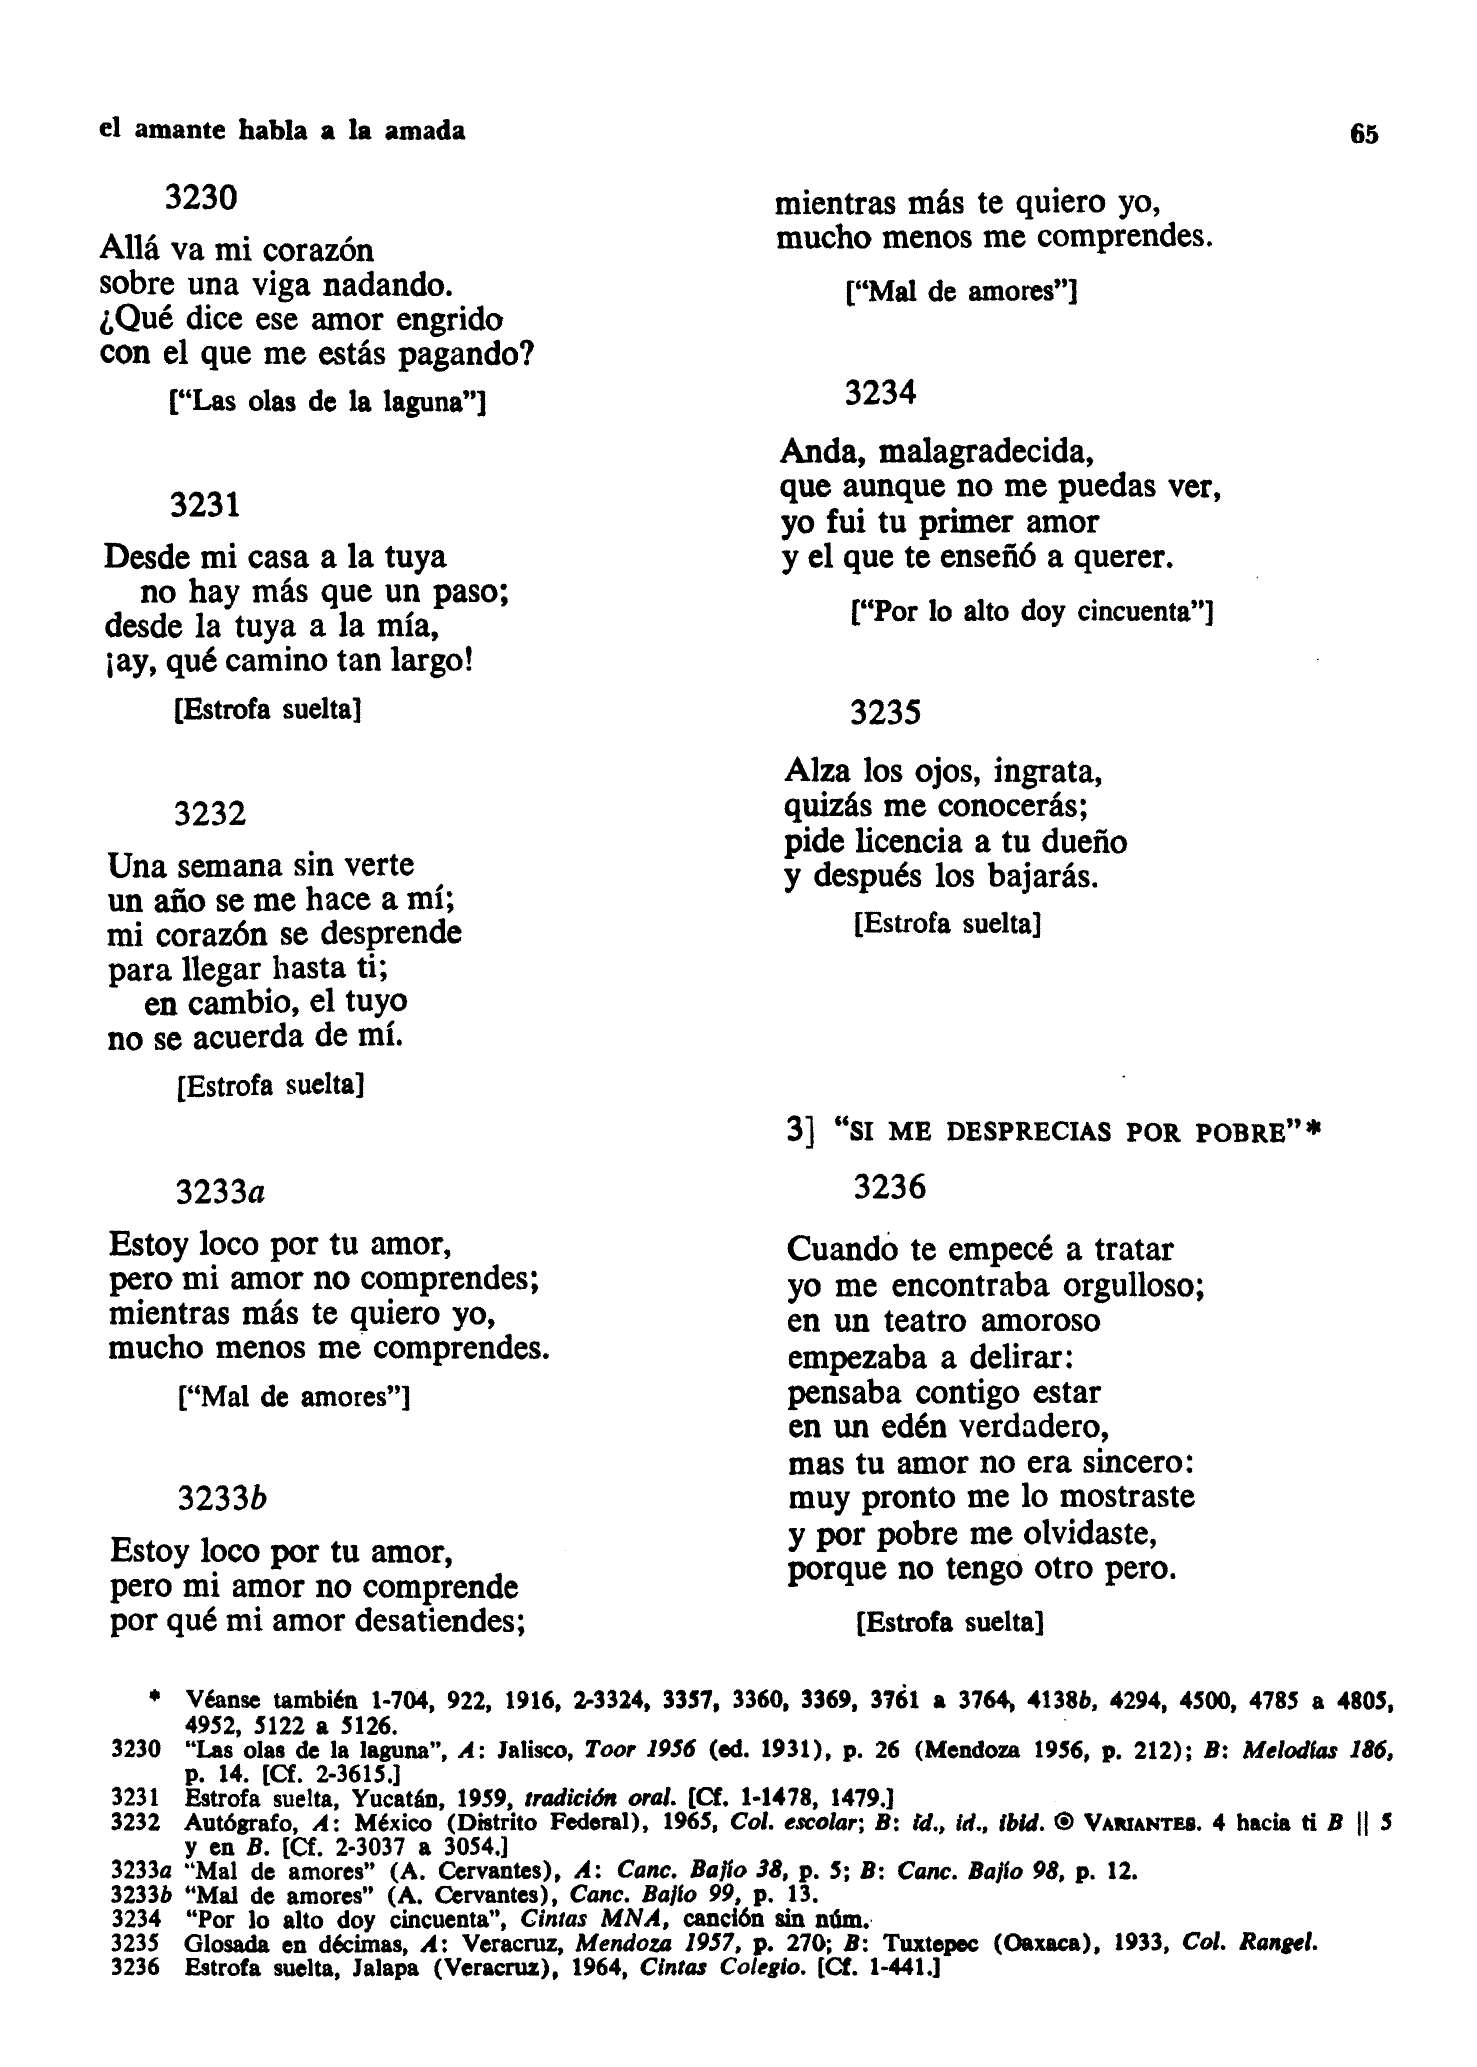 el amante habla a la amada
65
3230
Allá va mi corazón
sobre una viga nadando.
¿Qué dice ese amor engrido
con el que me estás pagando?
[“Las olas de la laguna”]
3231
Desde mi casa a la tuya
no hay más que un paso;
desde la tuya a la mía,
¡ay, qué camino tan largo!
[Estrofa suelta]
3232
Una semana sin verte
un año se me hace a mí;
mi corazón se desprende
para llegar hasta ti;
en cambio, el tuyo
no se acuerda de mí.
[Estrofa suelta]
3233a
Estoy loco por tu amor,
pero mi amor no comprendes;
mientras más te quiero yo,
mucho menos me comprendes.
[“Mal de amores”]
3233b
Estoy loco por tu amor,
pero mi amor no comprende
por qué mi amor desatiendes;
mientras más te quiero yo,
mucho menos me comprendes.
[“Mal de amores”]
3234
Anda, malagradecida,
que aunque no me puedas ver,
yo fui tu primer amor
y el que te enseñó a querer.
[“Por lo alto doy cincuenta”]
3235
Alza los ojos, ingrata,
quizás me conocerás;
pide licencia a tu dueño
y después los bajarás.
[Estrofa suelta]
3] “SI ME DESPRECIAS POR POBRE”*
3236
Cuando te empecé a tratar
yo me encontraba orgulloso;
en un teatro amoroso
empezaba a delirar:
pensaba contigo estar
en un edén verdadero,
mas tu amor no era sincero:
muy pronto me lo mostraste
y por pobre me olvidaste,
porque no tengo otro pero.
[Estrofa suelta]
* Véanse también 1-704, 922, 1916, 2-3324, 3357, 3360, 3369, 3761 a 3764, 4138b, 4294, 4500, 4785 a 4805,
4952, 5122 a 5126.
3230 “Las olas de la laguna”, A: Jalisco, Toor 1956 (ed. 1931), p. 26 (Mendoza 1956, p. 212); B: Melodías 186,
p. 14. [Cf. 2-3615.]
3231 Estrofa suelta, Yucatán, 1959, tradición oral. [Cf. 1-1478, 1479.]
3232 Autógrafo, A: México (Distrito Federal), 1965, Col. escolar; B: id., id., ibid. ⊙ VARIANTES. 4 hacia ti B || 5
y en B. [Cf. 2-3037 a 3054.]
3233a “Mal de amores” (A. Cervantes), A: Canc. Bajío 38, p. 5; B: Canc. Bajío 98, p. 12.
3233b “Mal de amores” (A. Cervantes), Canc. Bajío 99, p. 13.
3234 “Por lo alto doy cincuenta”, Cintas MNA, canción sin núm.
3235 Glosada en décimas, A: Veracruz, Mendoza 1957, p. 270; B: Tuxtepec (Oaxaca), 1933, Col. Rangel.
3236 Estrofa suelta, Jalapa (Veracruz), 1964, Cintas Colegio. [Cf. 1-441.]